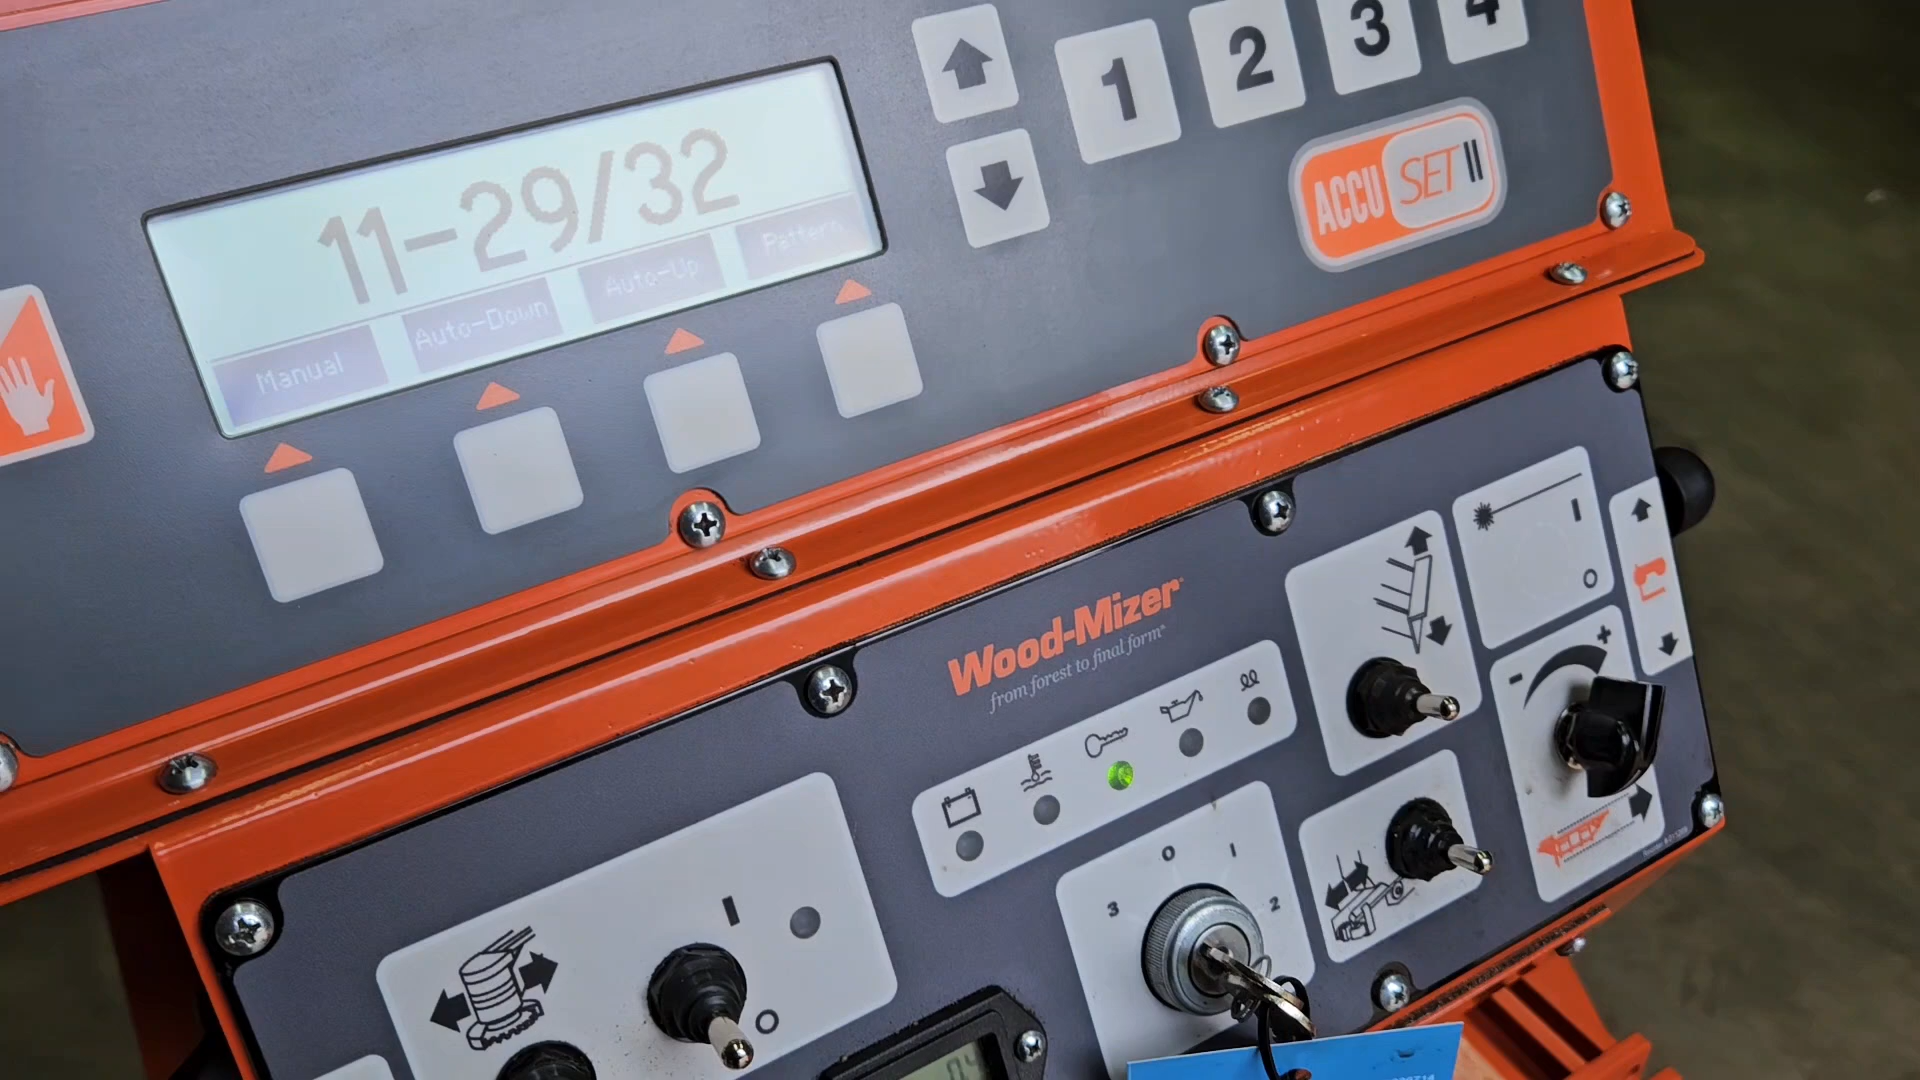 1 2 3 4
11-29/32
Manual Auto-Down Auto-Up Pattern
ACCU SET II
Wood-Mizer
from forest to final form
- +
I
O
3 0 I 2
I
O